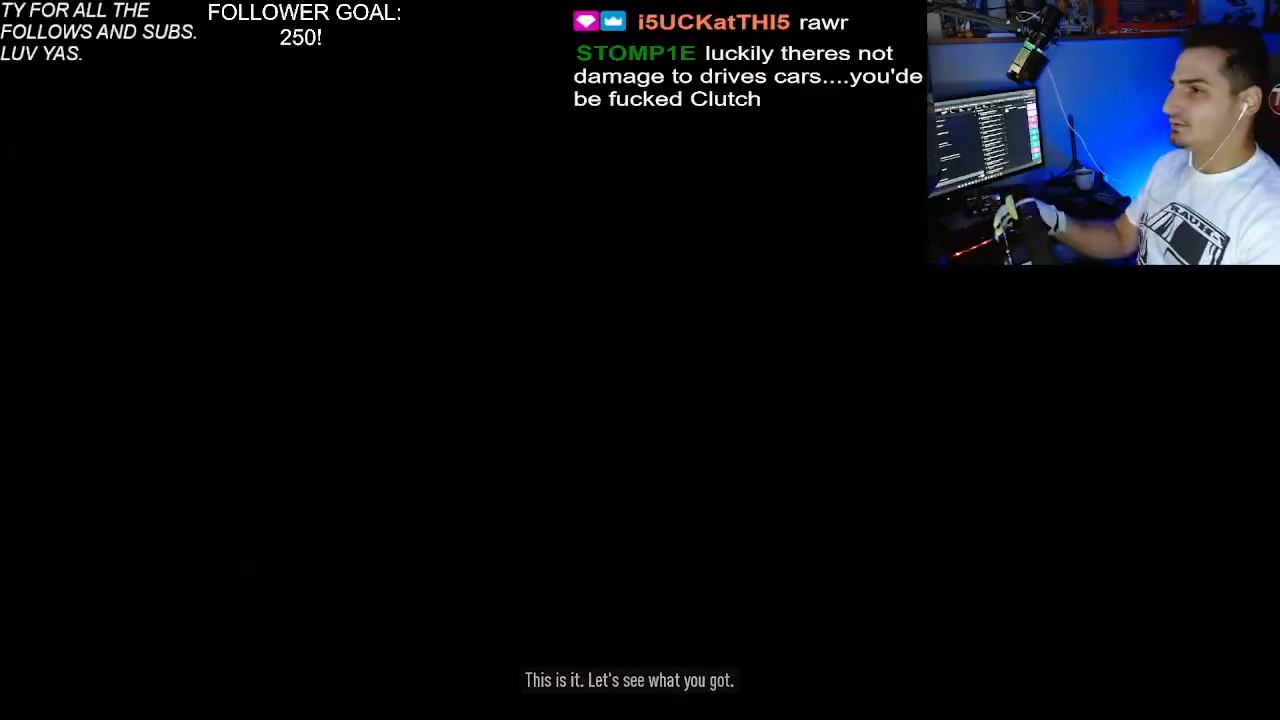 TY FOR ALL THE
FOLLOWS AND SUBS.
LUV YAS.
FOLLOWER GOAL:
250!
i5UCKatTHI5 rawr
STOMP1E luckily theres not
damage to drives cars....you'de
be fucked Clutch
RAUH
This is it. Let's see what you got.